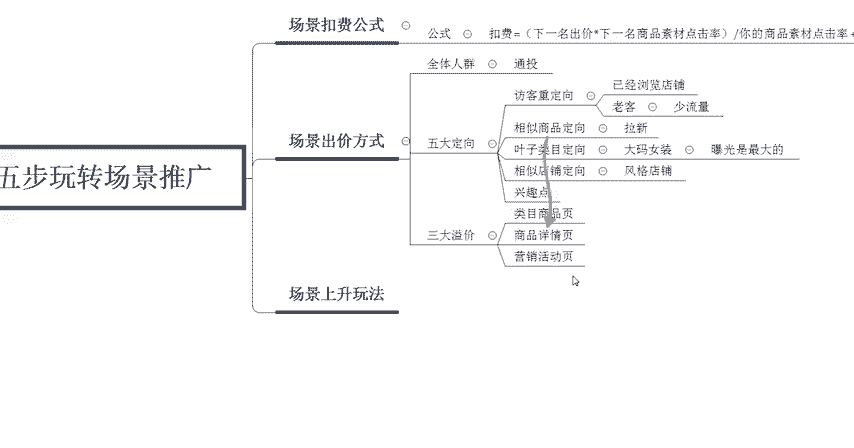 五步玩转场景推广
场景扣费公式
公式
扣费=（下一名出价*下一名商品素材点击率）/你的商品素材点击率+
场景出价方式
全体人群
通投
五大定向
访客重定向
已经浏览店铺
老客
少流量
相似商品定向
拉新
叶子类目定向
大码女装
曝光是最大的
相似店铺定向
风格店铺
兴趣点
三大溢价
类目商品页
商品详情页
营销活动页
场景上升玩法